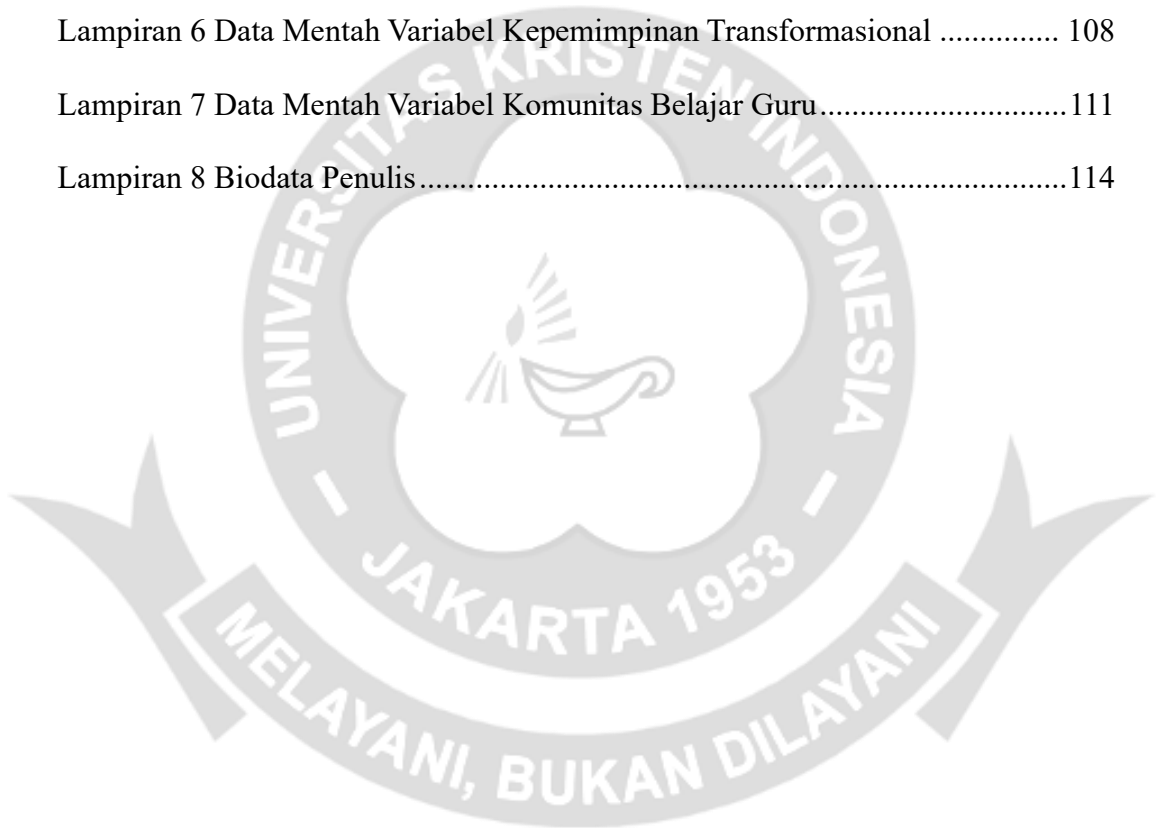 Lampiran 6 Data Mentah Variabel Kepemimpinan Transformasional ............... 108
Lampiran 7 Data Mentah Variabel Komunitas Belajar Guru ............................... 111
Lampiran 8 Biodata Penulis ................................................................................. 114
UNIVERSITAS KRISTEN INDONESIA
JAKARTA 1953
MELAYANI, BUKAN DILAYANI